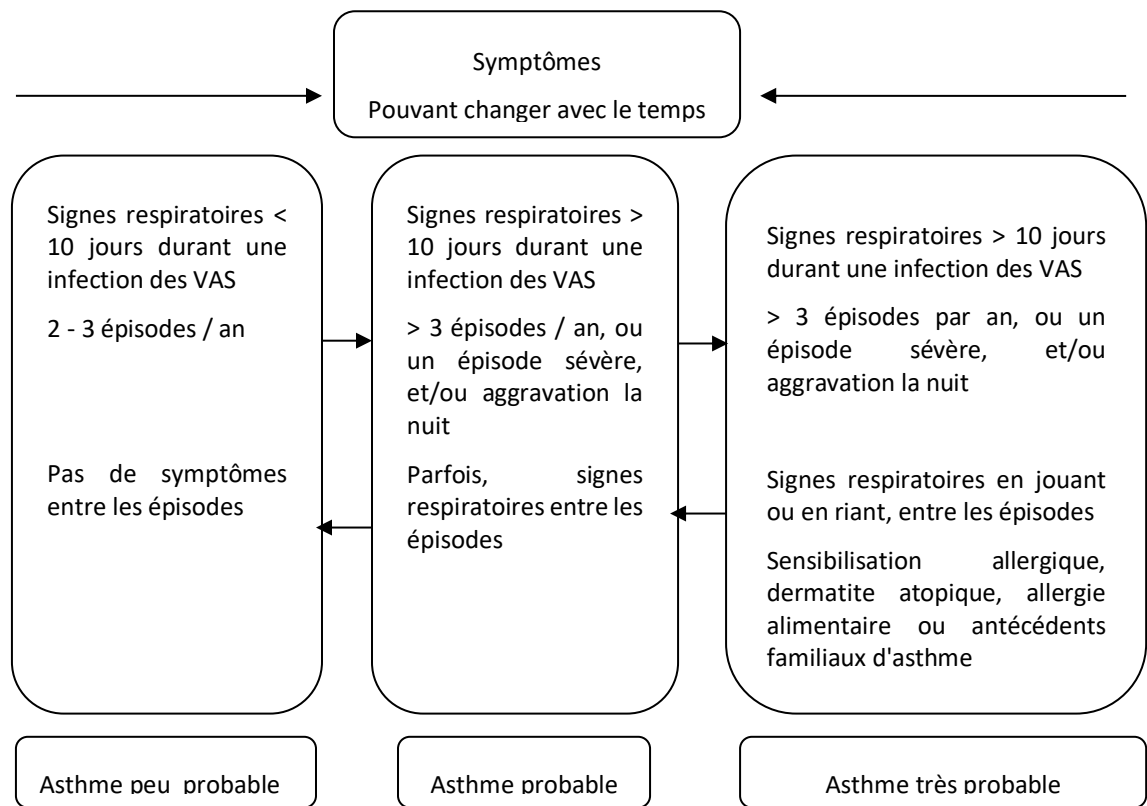 Symptômes
Pouvant changer avec le temps
Signes respiratoires <
10 jours durant une
infection des VAS
2 - 3 épisodes / an
Pas de symptômes
entre les épisodes
Signes respiratoires >
10 jours durant une
infection des VAS
> 3 épisodes / an, ou
un épisode sévère,
et/ou aggravation la
nuit
Parfois, signes
respiratoires entre les
épisodes
Signes respiratoires > 10 jours
durant une infection des VAS
> 3 épisodes par an, ou un
épisode sévère, et/ou
aggravation la nuit
Signes respiratoires en jouant
ou en riant, entre les épisodes
Sensibilisation allergique,
dermatite atopique, allergie
alimentaire ou antécédents
familiaux d'asthme
Asthme peu probable
Asthme probable
Asthme très probable